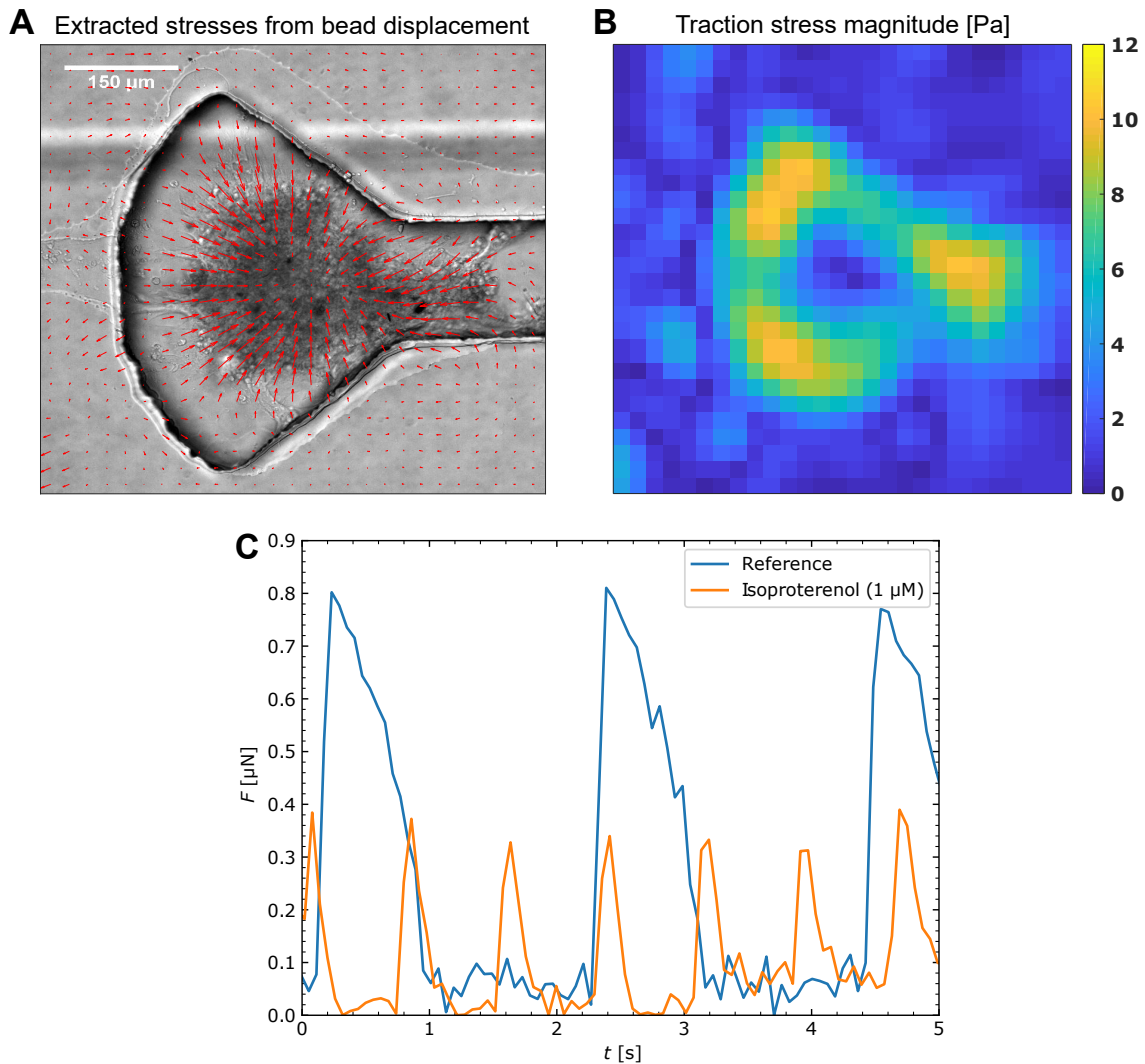 A Extracted stresses from bead displacement
150 µm
B Traction stress magnitude [Pa]
12
10
8
6
4
2
0
C
0.9
0.8
0.7
0.6
0.5
0.4
0.3
0.2
0.1
0.0
F [µN]
Reference
Isoproterenol (1 µM)
0 1 2 3 4 5
t [s]